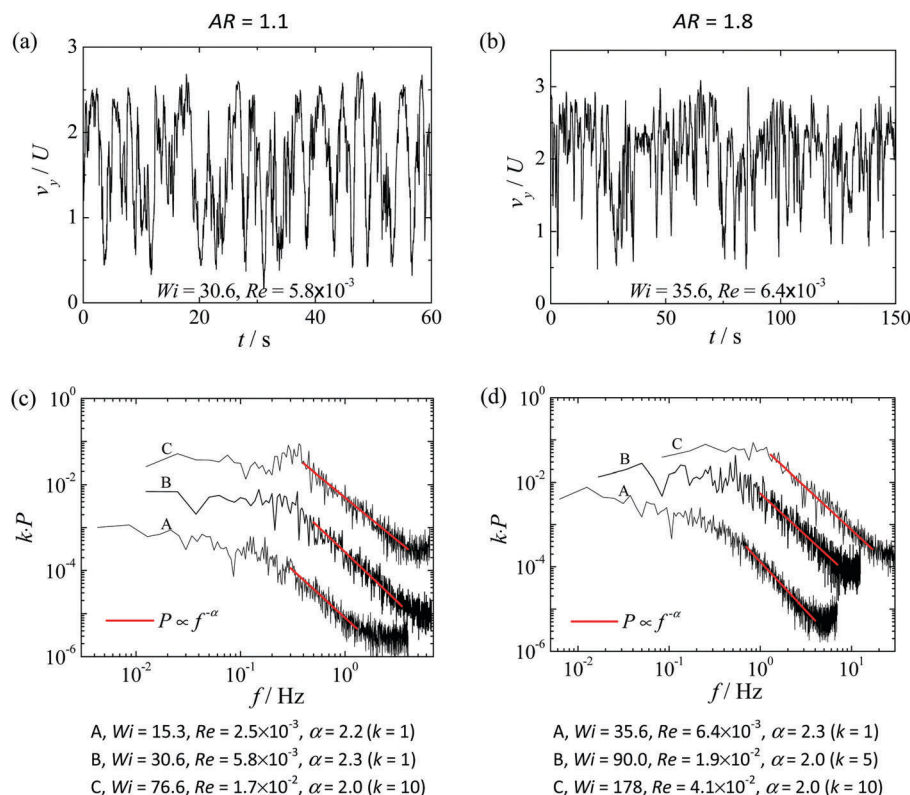 AR = 1.1
AR = 1.8
(a)
3
2
1
0
v_y / U
Wi = 30.6, Re = 5.8×10^-3
0 20 40 60
t / s
(b)
3
2
1
0
v_y / U
Wi = 35.6, Re = 6.4×10^-3
0 50 100 150
t / s
(c)
10^0
10^-2
10^-4
10^-6
k·P
C
B
A
P ∝ f^-α
10^-2 10^-1 10^0
f / Hz
(d)
10^0
10^-2
10^-4
10^-6
k·P
C
B
A
P ∝ f^-α
10^-2 10^-1 10^0 10^1
f / Hz
A, Wi = 15.3, Re = 2.5×10^-3, α = 2.2 (k = 1)
B, Wi = 30.6, Re = 5.8×10^-3, α = 2.3 (k = 1)
C, Wi = 76.6, Re = 1.7×10^-2, α = 2.0 (k = 10)
A, Wi = 35.6, Re = 6.4×10^-3, α = 2.3 (k = 1)
B, Wi = 90.0, Re = 1.9×10^-2, α = 2.0 (k = 5)
C, Wi = 178, Re = 4.1×10^-2, α = 2.0 (k = 10)